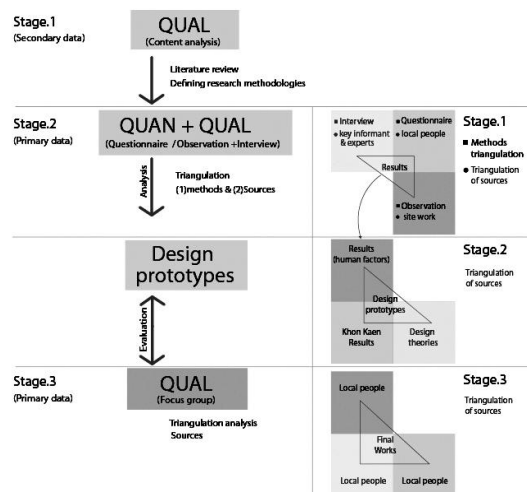 Stage.1
(Secondary data)
QUAL
(Content analysis)
Literature review
Defining research methodologies
Stage.2
(Primary data)
QUAN + QUAL
(Questionnaire /Observation +Interview)
Analysis
Triangulation
(1)methods & (2)Sources
Design
prototypes
Evaluation
Stage.3
(Primary data)
QUAL
(Focus group)
Triangulation analysis
Sources
■ Interview
● key informant
& experts
■ Questionnaire
● local people
Results
■ Observation
● site work
Stage.1
■ Methods
triangulation
● Triangulation
of sources
Results
(human factors)
Design
prototypes
Khon Kaen
Results
Design
theories
Stage.2
Triangulation
of sources
Local people
Final
Works
Local people
Local people
Stage.3
Triangulation
of sources